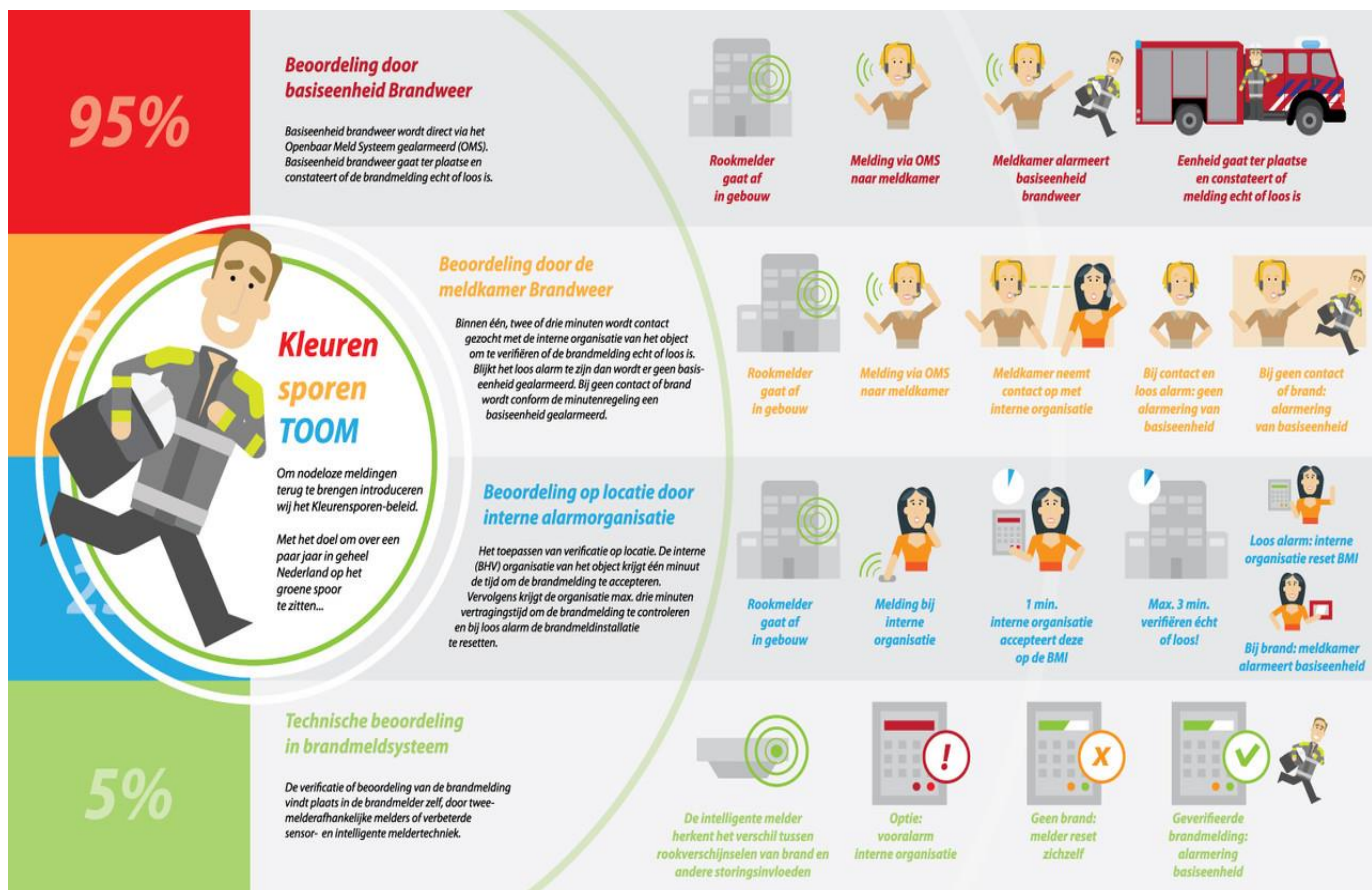 95%
Beoordeling door
basiseenheid Brandweer
Basiseenheid brandweer wordt direct via het
Openbaar Meld Systeem gealarmeerd (OMS).
Basiseenheid brandweer gaat ter plaatse en
constateert of de brandmelding echt of loos is.
Rookmelder
gaat af
in gebouw
Melding via OMS
naar meldkamer
Meldkamer alarmeert
basiseenheid
brandweer
Eenheid gaat ter plaatse
en constateert of
melding echt of loos is
Kleuren
sporen
TOOM
Om nodeloze meldingen
terug te brengen introduceren
wij het Kleurensporen-beleid.
Met het doel om over een
paar jaar in geheel
Nederland op het
groene spoor
te zitten...
Beoordeling door de
meldkamer Brandweer
Binnen één, twee of drie minuten wordt contact
gezocht met de interne organisatie van het object
om te verifiëren of de brandmelding echt of loos is.
Blijkt het loos alarm te zijn dan wordt er geen basis-
eenheid gealarmeerd. Bij geen contact of brand
wordt conform de minutenregeling een
basiseenheid gealarmeerd.
Rookmelder
gaat af
in gebouw
Melding via OMS
naar meldkamer
Meldkamer neemt
contact op met
interne organisatie
Bij contact en
loos alarm: geen
alarmering van
basiseenheid
Bij geen contact
of brand:
alarmering
van basiseenheid
Beoordeling op locatie door
interne alarmorganisatie
Het toepassen van verificatie op locatie. De interne
(BHV) organisatie van het object krijgt één minuut
de tijd om de brandmelding te accepteren.
Vervolgens krijgt de organisatie max. drie minuten
vertragingstijd om de brandmelding te controleren
en bij loos alarm de brandmeldinstallatie
te resetten.
Rookmelder
gaat af
in gebouw
Melding bij
interne
organisatie
1 min.
interne organisatie
accepteert deze
op de BMI
Max. 3 min.
verifiëren écht
of loos!
Loos alarm: interne
organisatie reset BMI
Bij brand: meldkamer
alarmeert basiseenheid
5%
Technische beoordeling
in brandmeldsysteem
De verificatie of beoordeling van de brandmelding
vindt plaats in de brandmelder zelf, door twee-
melderafhankelijke melders of verbeterde
sensor- en intelligente meldertechniek.
De intelligente melder
herkent het verschil tussen
rookverschijnselen van brand en
andere storingsinvloeden
!
Optie:
vooralarm
interne organisatie
X
Geen brand:
melder reset
zichzelf
Geverifieerde
brandmelding:
alarmering
basiseenheid